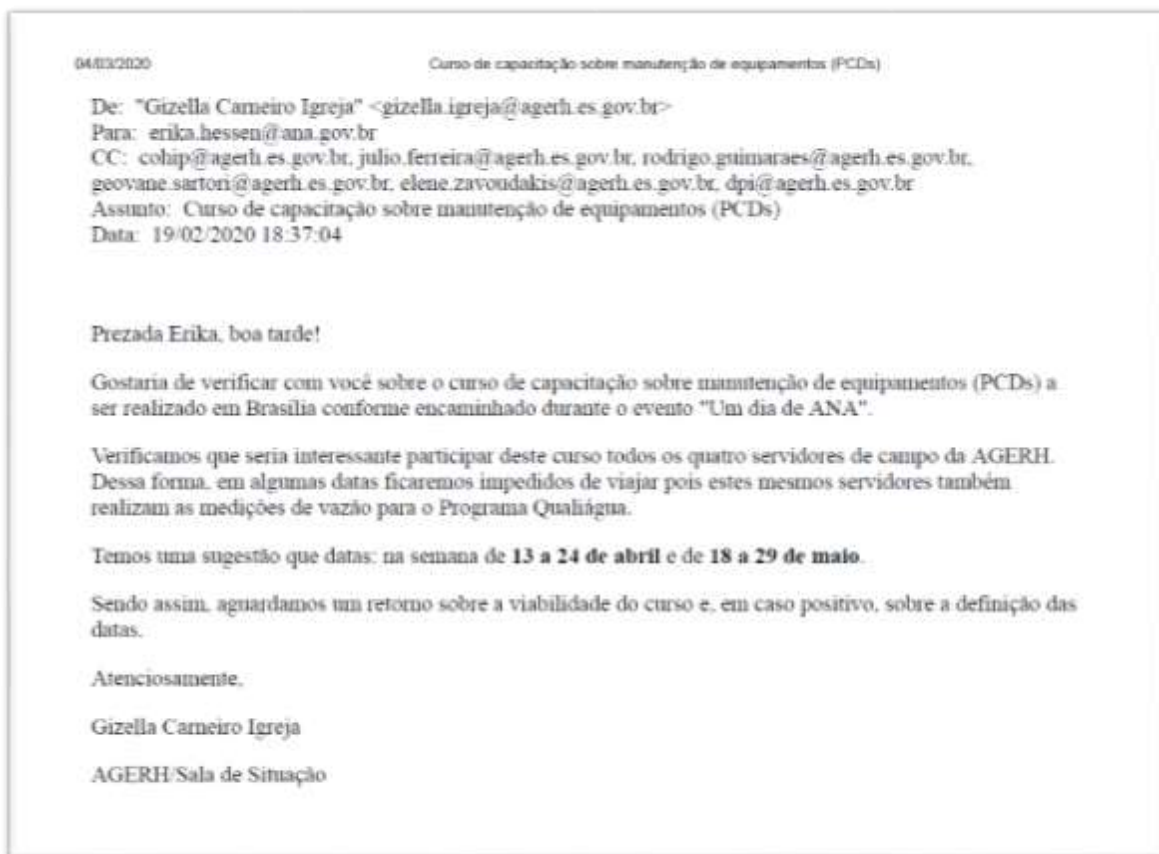 04/03/2020 Curso de capacitação sobre manutenção de equipamentos (PCDs)
De: "Gizella Carneiro Igreja" <gizella.igreja@agerh.es.gov.br>
Para: erika.hessen@ana.gov.br
CC: cohip@agerh.es.gov.br, julio.ferreira@agerh.es.gov.br, rodrigo.guimaraes@agerh.es.gov.br,
geovane.sartori@agerh.es.gov.br, elene.zavoudakis@agerh.es.gov.br, dpi@agerh.es.gov.br
Assunto: Curso de capacitação sobre manutenção de equipamentos (PCDs)
Data: 19/02/2020 18:37:04
Prezada Erika, boa tarde!
Gostaria de verificar com você sobre o curso de capacitação sobre manutenção de equipamentos (PCDs) a
ser realizado em Brasília conforme encaminhado durante o evento "Um dia de ANA".
Verificamos que seria interessante participar deste curso todos os quatro servidores de campo da AGERH.
Dessa forma, em algumas datas ficaremos impedidos de viajar pois estes mesmos servidores também
realizam as medições de vazão para o Programa Qualiágua.
Temos uma sugestão que datas: na semana de 13 a 24 de abril e de 18 a 29 de maio.
Sendo assim, aguardamos um retorno sobre a viabilidade do curso e, em caso positivo, sobre a definição das
datas.
Atenciosamente,
Gizella Carneiro Igreja
AGERH/Sala de Situação